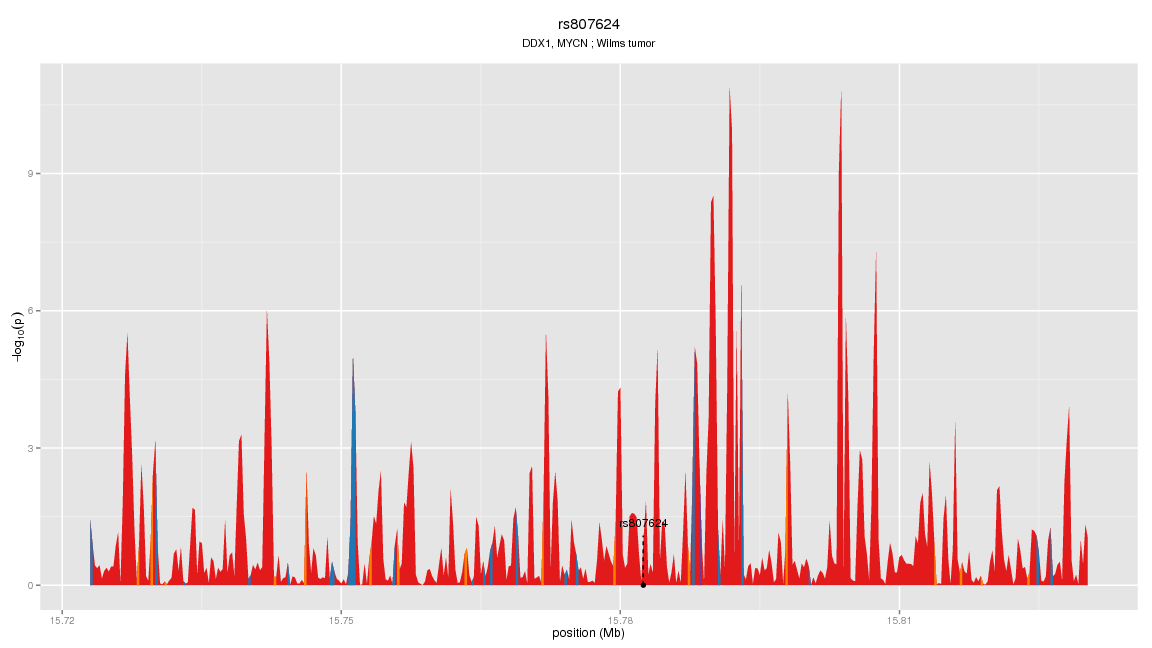 rs807624
DDX1, MYCN ; Wilms tumor
−log10(p)
9
6
3
0
rs807624
15.72
15.75
15.78
15.81
position (Mb)